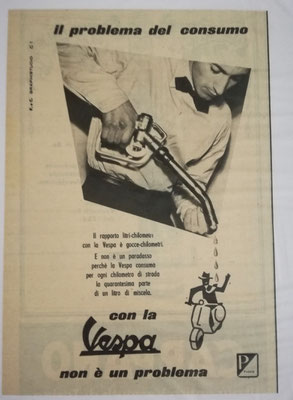 il problema del consumo
Il rapporto litri-chilometri
con la Vespa è gocce-chilometri.
E non è un paradosso
perchè la Vespa consuma
per ogni chilometro di strada
la quarantesima parte
di un litro di miscela.
con la
Vespa
non è un problema
P